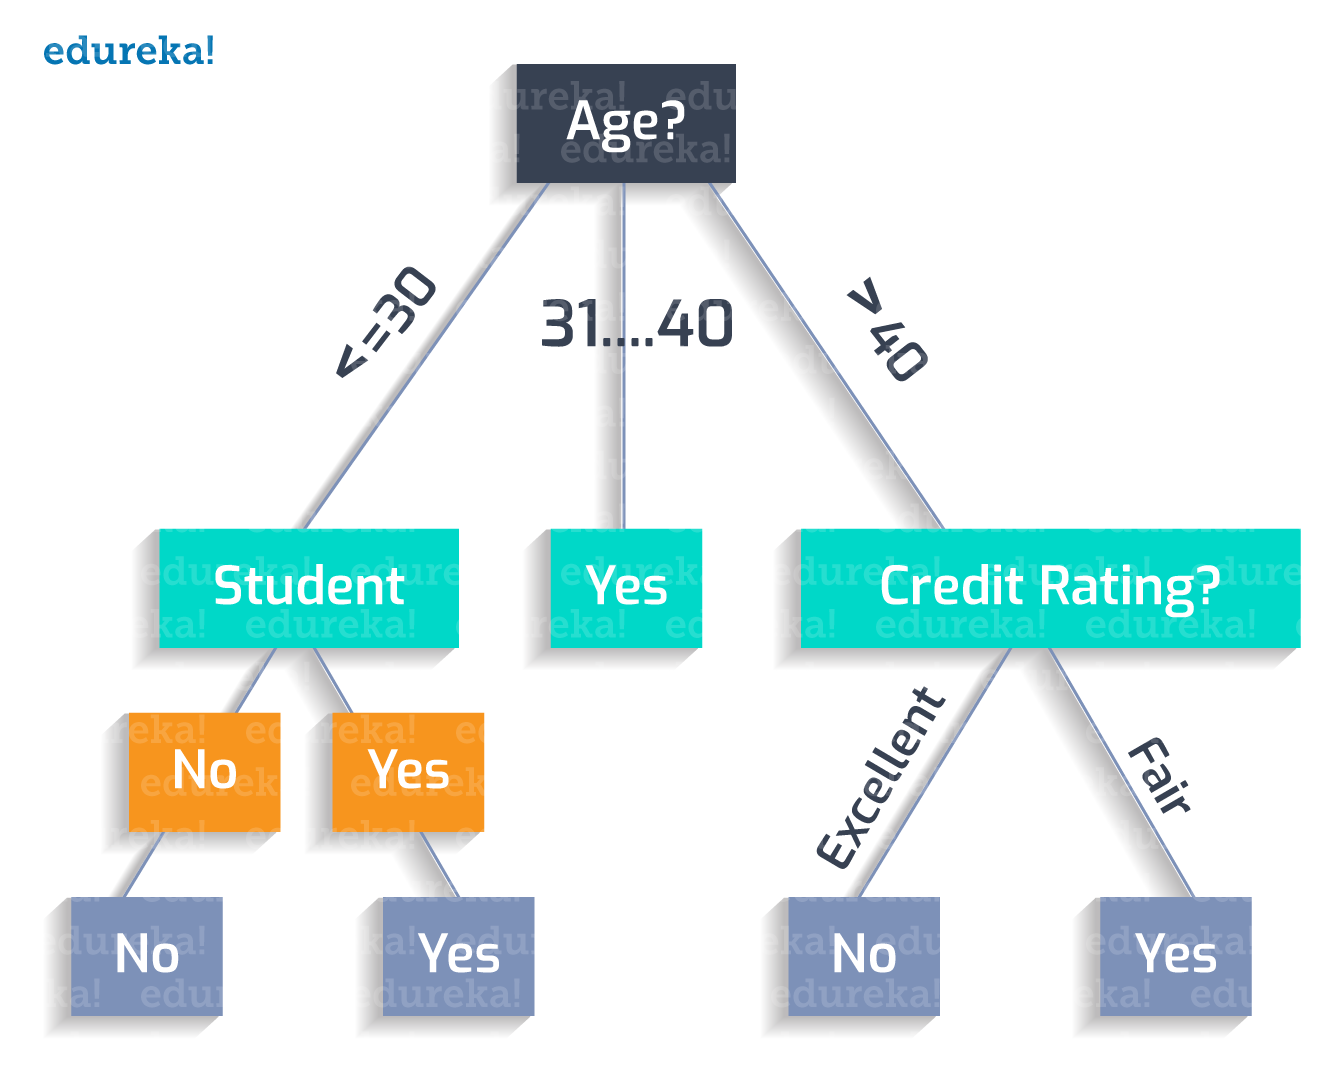 edureka!
Age?
<=30
31....40
> 40
Student
Yes
Credit Rating?
No
Yes
Excellent
Fair
No
Yes
No
Yes